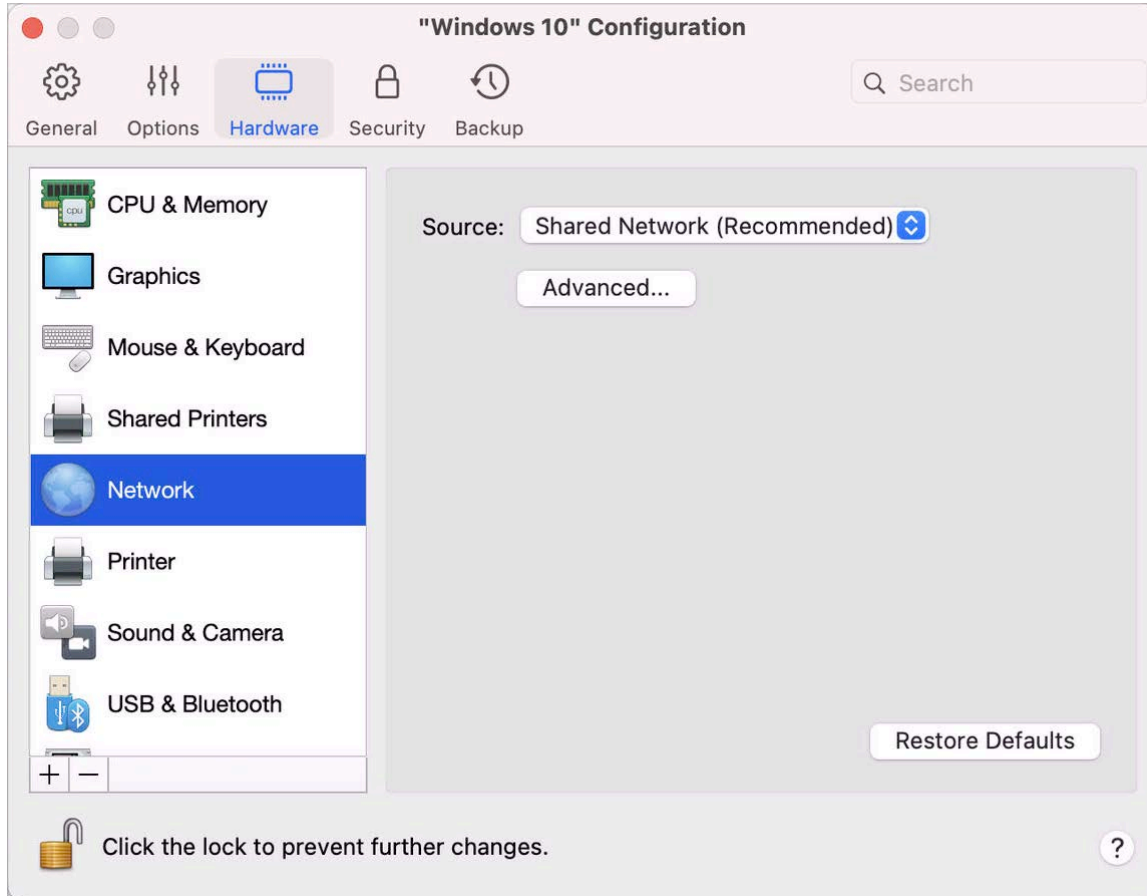 "Windows 10" Configuration
General Options Hardware Security Backup
Search
CPU & Memory
cpu
Graphics
Mouse & Keyboard
Shared Printers
Network
Printer
Sound & Camera
USB & Bluetooth
+ −
Source: Shared Network (Recommended)
Advanced...
Restore Defaults
Click the lock to prevent further changes.
?